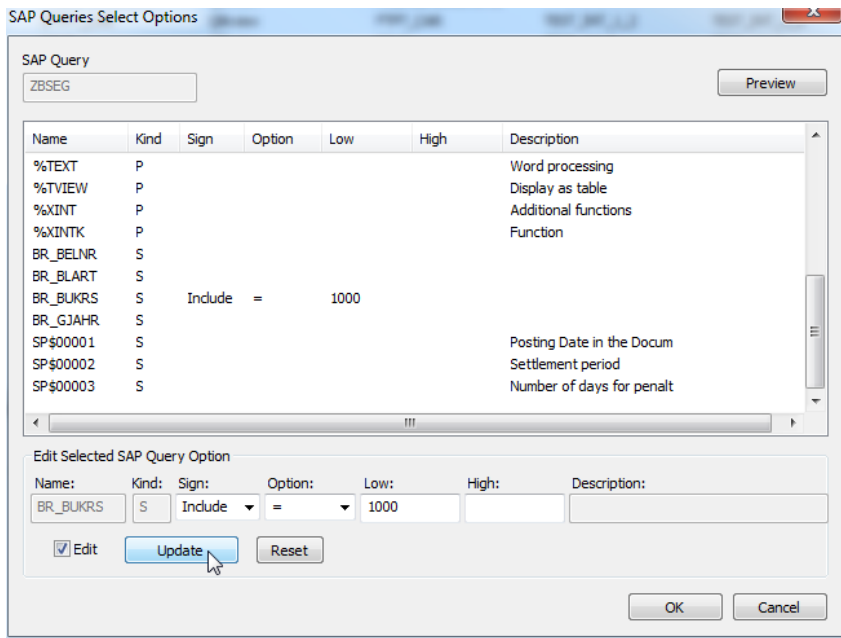 SAP Queries Select Options
SAP Query
ZBSEG
Preview
Name Kind Sign Option Low High Description
%TEXT P Word processing
%TVIEW P Display as table
%XINT P Additional functions
%XINTK P Function
BR_BELNR S
BR_BLART S
BR_BUKRS S Include = 1000
BR_GJAHR S
SP$00001 S Posting Date in the Docum
SP$00002 S Settlement period
SP$00003 S Number of days for penalt
Edit Selected SAP Query Option
Name: Kind: Sign: Option: Low: High: Description:
BR_BUKRS S Include = 1000
Edit Update Reset
OK Cancel